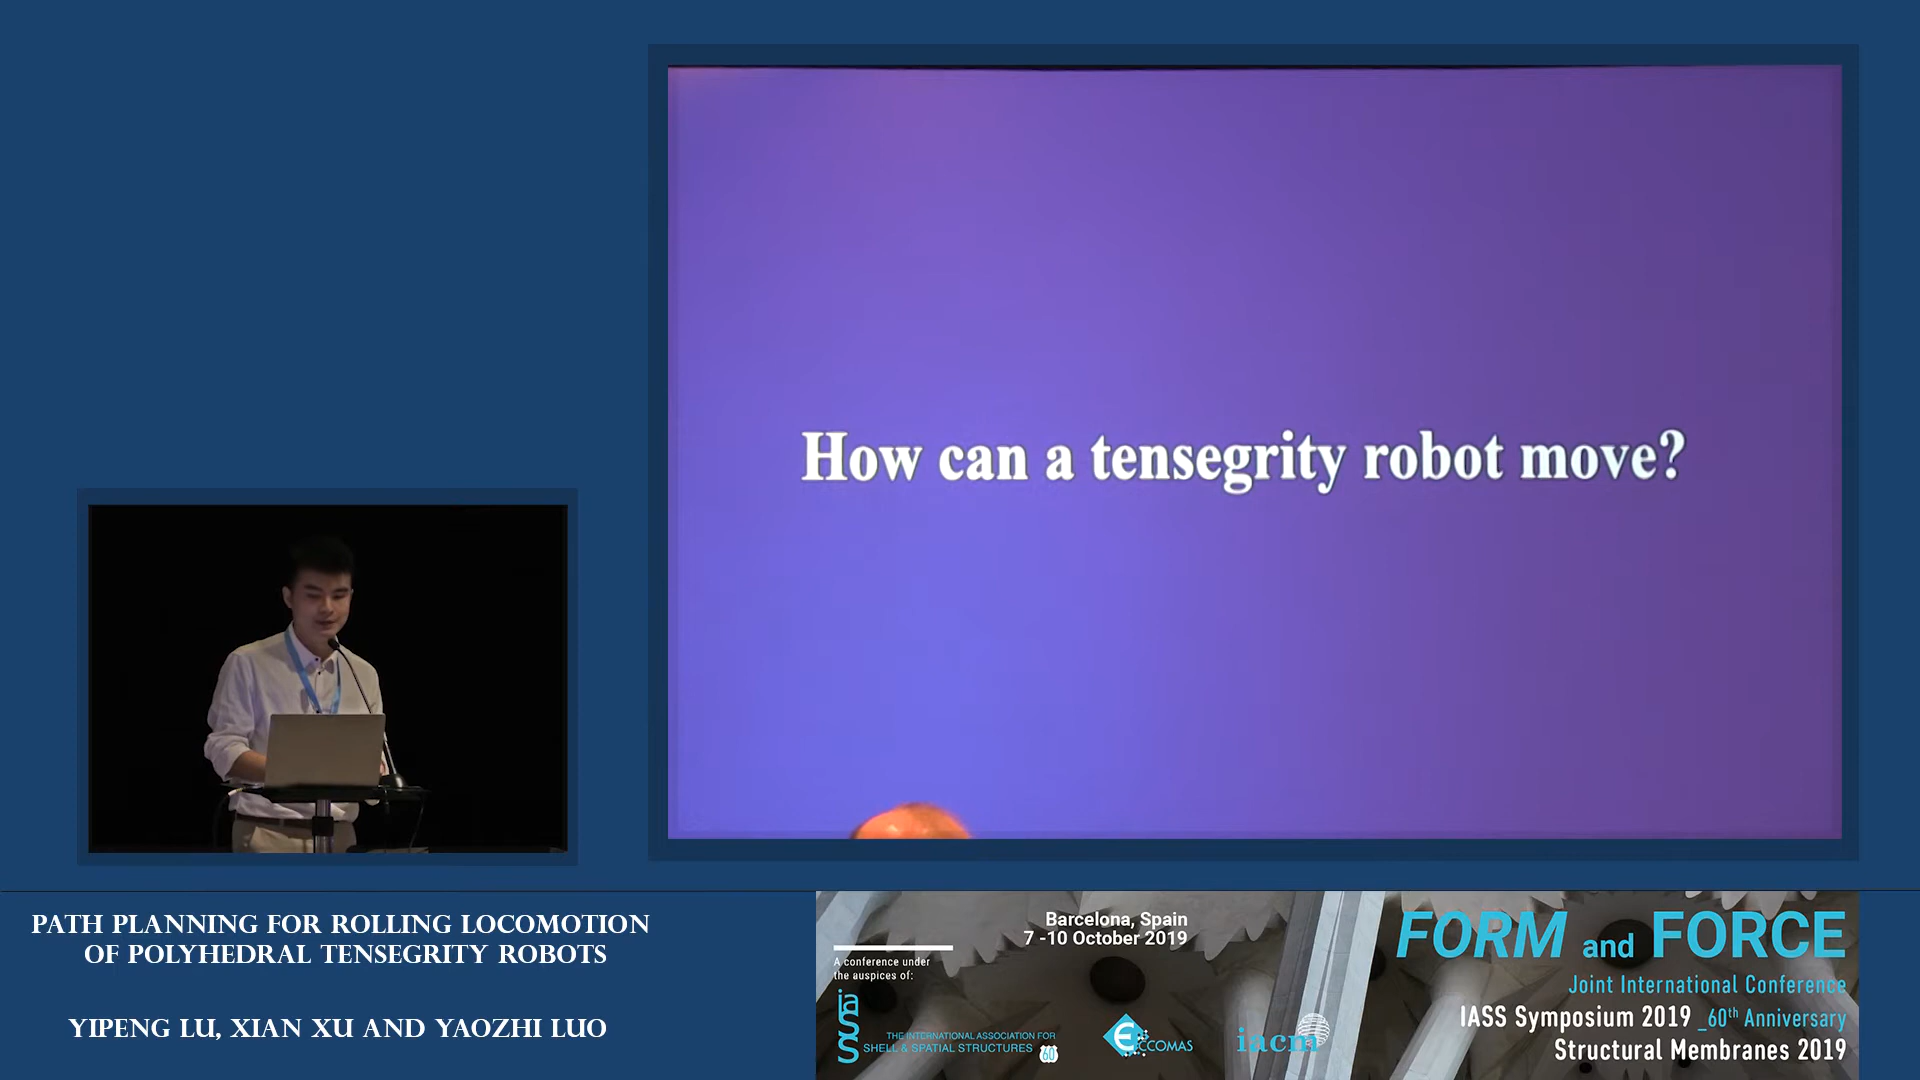 How can a tensegrity robot move?
PATH PLANNING FOR ROLLING LOCOMOTION
OF POLYHEDRAL TENSEGRITY ROBOTS
YIPENG LU, XIAN XU AND YAOZHI LUO
Barcelona, Spain
7 -10 October 2019
A conference under
the auspices of:
iass
THE INTERNATIONAL ASSOCIATION FOR
SHELL & SPATIAL STRUCTURES 60
ECCOMAS
iacm
FORM and FORCE
Joint International Conference
IASS Symposium 2019 _60th Anniversary
Structural Membranes 2019